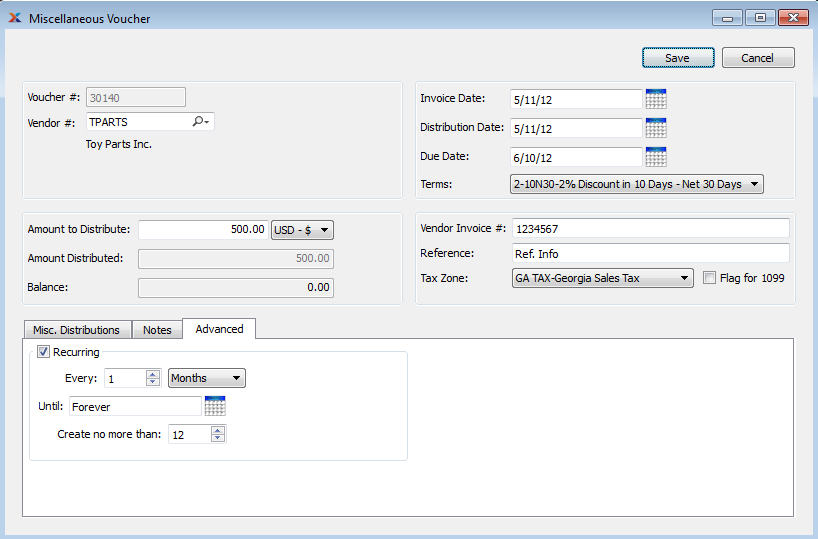 Miscellaneous Voucher
Save Cancel
Voucher #: 30140
Vendor #: TPARTS
Toy Parts Inc.
Invoice Date: 5/11/12
Distribution Date: 5/11/12
Due Date: 6/10/12
Terms: 2-10N30-2% Discount in 10 Days - Net 30 Days
Amount to Distribute: 500.00 USD - $
Amount Distributed: 500.00
Balance: 0.00
Vendor Invoice #: 1234567
Reference: Ref. Info
Tax Zone: GA TAX-Georgia Sales Tax Flag for 1099
Misc. Distributions Notes Advanced
Recurring
Every: 1 Months
Until: Forever
Create no more than: 12